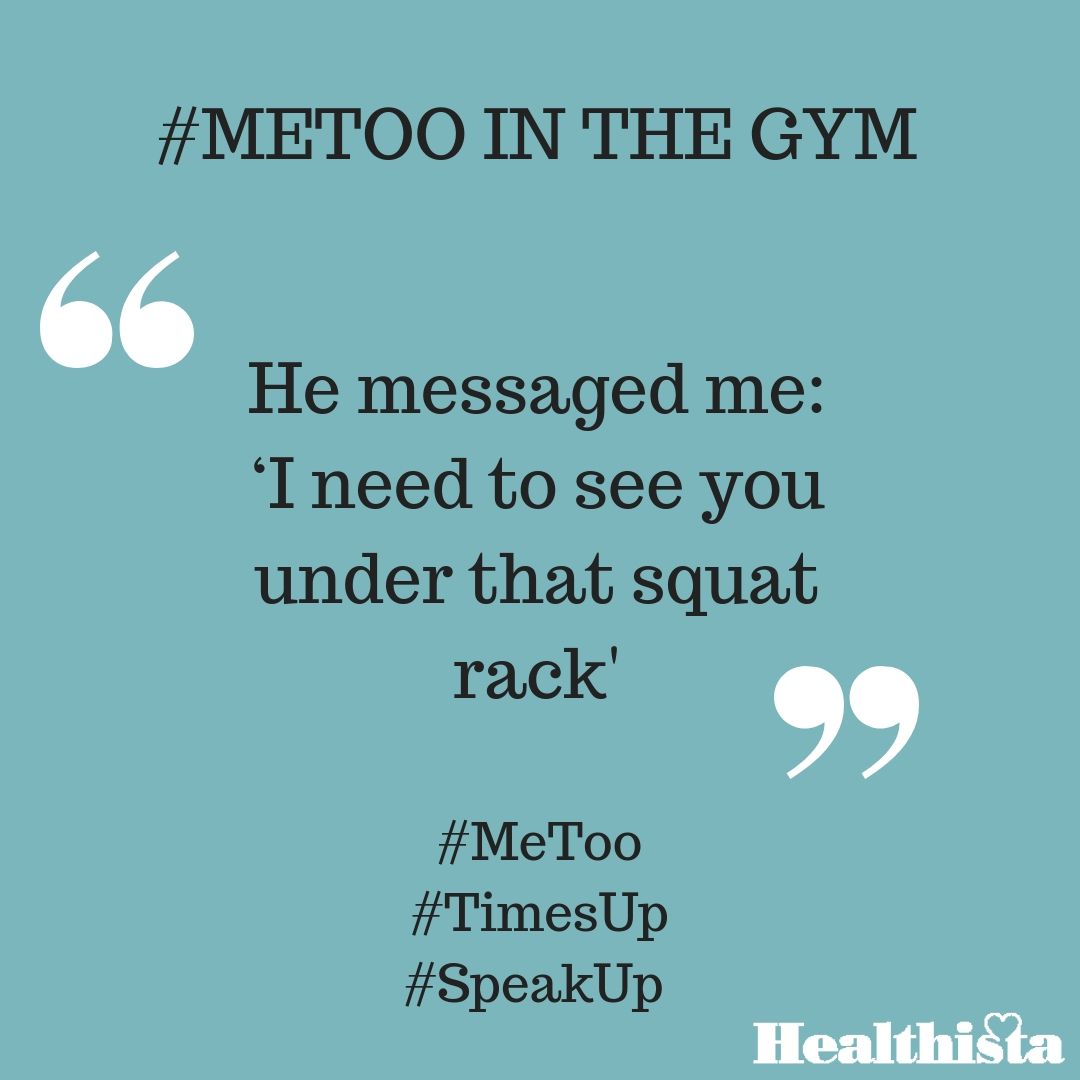 #METOO IN THE GYM
“
He messaged me:
‘I need to see you
under that squat
rack'
”
#MeToo
#TimesUp
#SpeakUp
Healthista